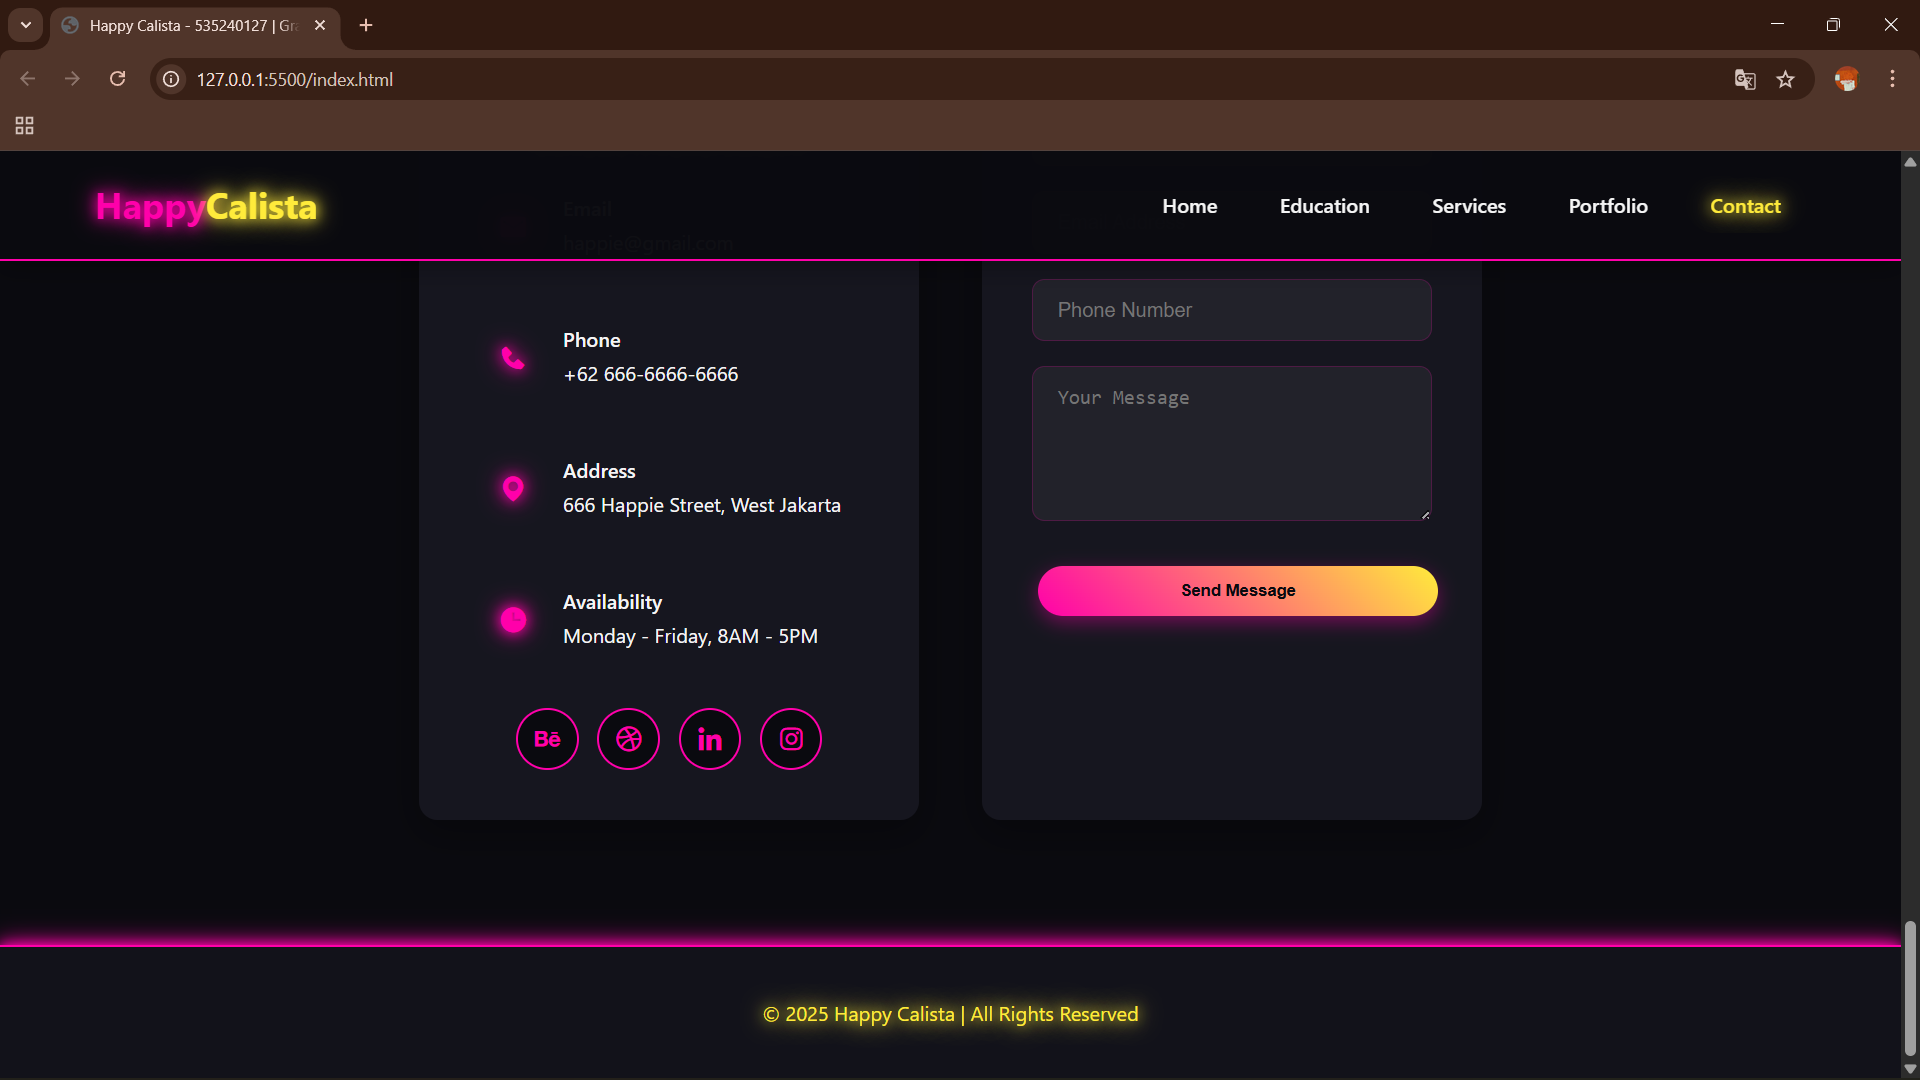 Happy Calista - 535240127 | Gr
127.0.0.1:5500/index.html
HappyCalista
Home
Education
Services
Portfolio
Contact
Email
happie@gmail.com
Phone
+62 666-6666-6666
Address
666 Happie Street, West Jakarta
Availability
Monday - Friday, 8AM - 5PM
Bē
in
Phone Number
Your Message
Send Message
© 2025 Happy Calista | All Rights Reserved